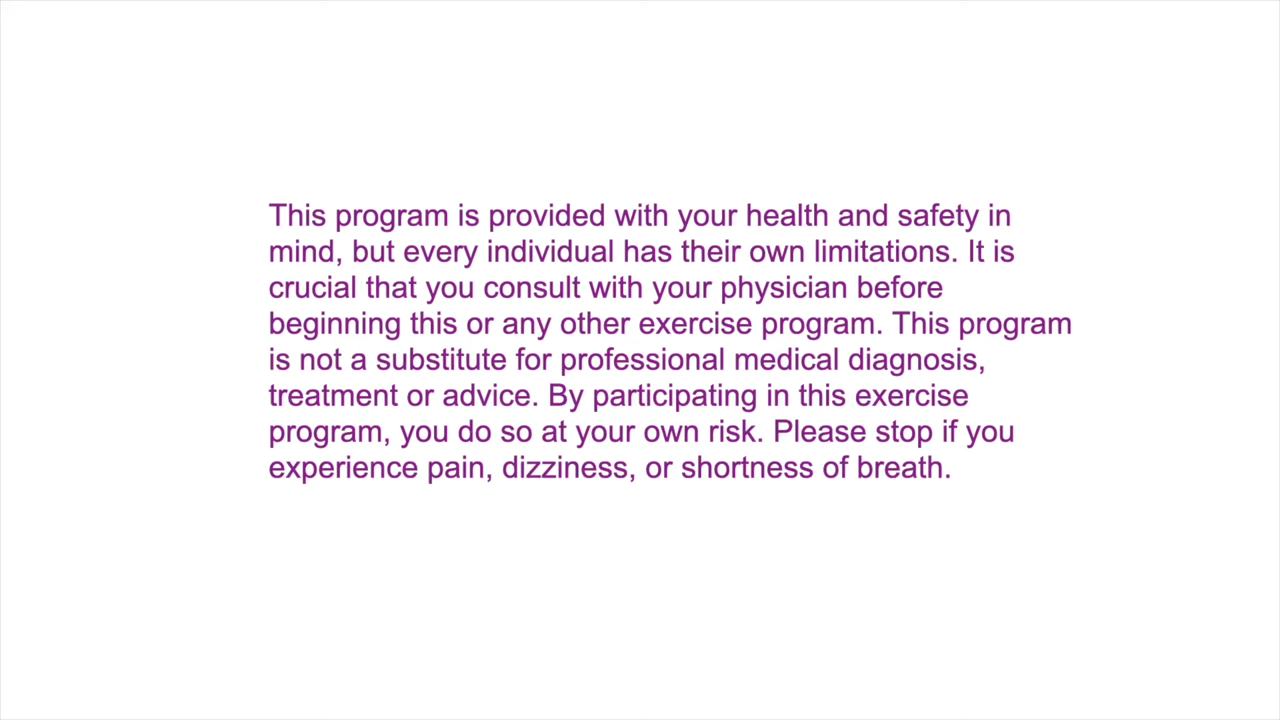 This program is provided with your health and safety in
mind, but every individual has their own limitations. It is
crucial that you consult with your physician before
beginning this or any other exercise program. This program
is not a substitute for professional medical diagnosis,
treatment or advice. By participating in this exercise
program, you do so at your own risk. Please stop if you
experience pain, dizziness, or shortness of breath.